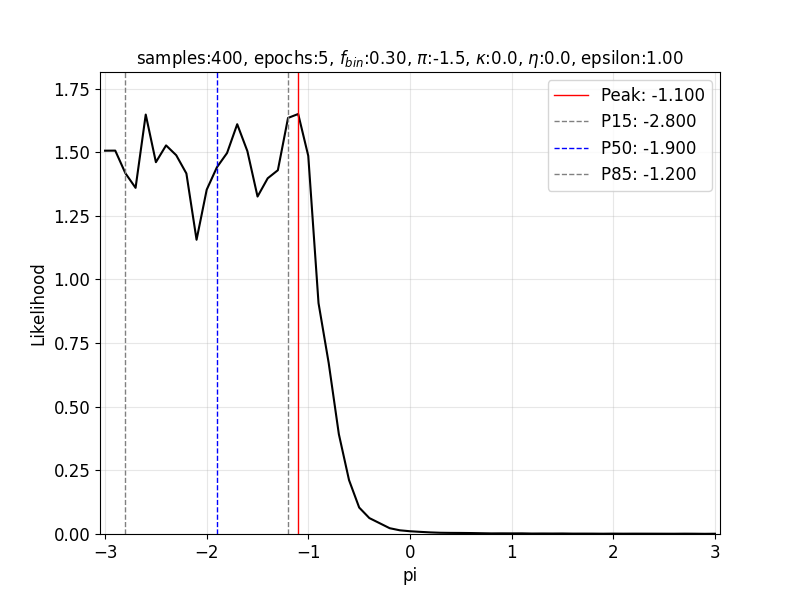 samples:400, epochs:5, f_bin:0.30, π:-1.5, κ:0.0, η:0.0, epsilon:1.00
Peak: -1.100
P15: -2.800
P50: -1.900
P85: -1.200
Likelihood
1.75
1.50
1.25
1.00
0.75
0.50
0.25
0.00
−3 −2 −1 0 1 2 3
pi